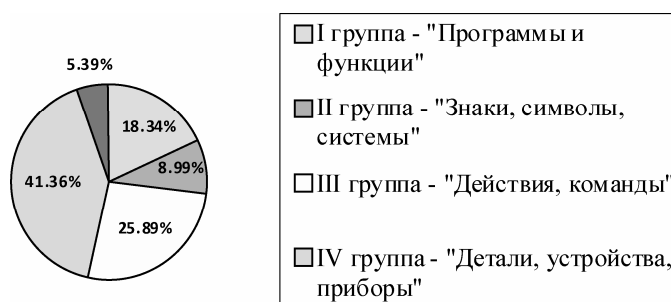 5.39%
18.34%
8.99%
25.89%
41.36%
I группа - "Программы и
функции"
II группа - "Знаки, символы,
системы"
III группа - "Действия, команды"
IV группа - "Детали, устройства,
приборы"